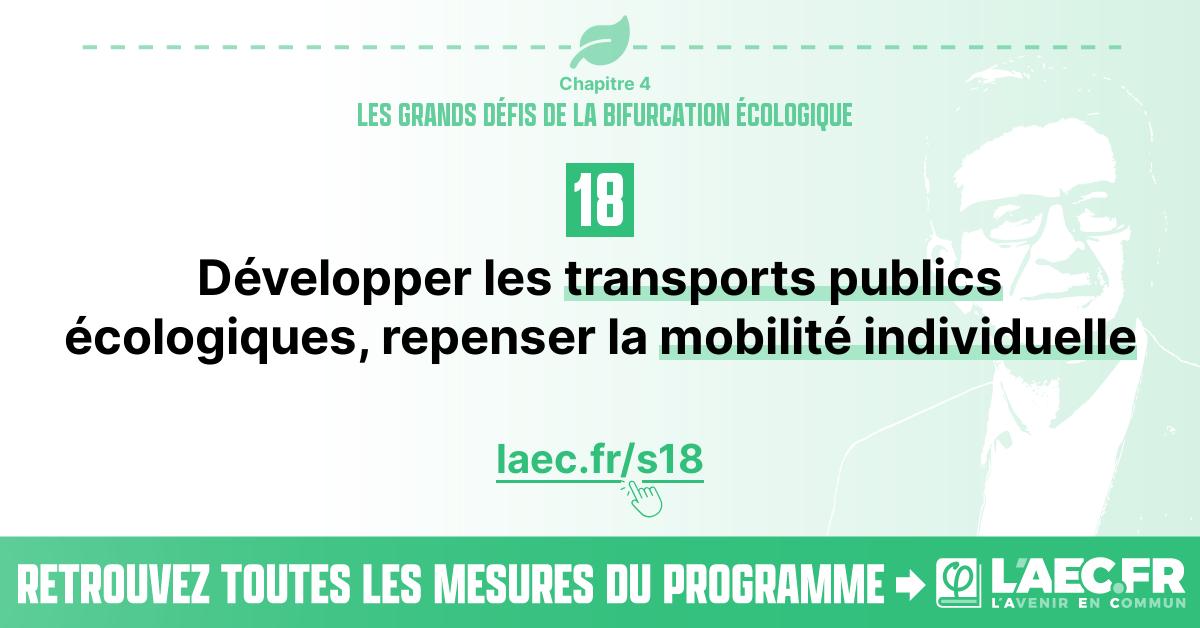 Chapitre 4
LES GRANDS DÉFIS DE LA BIFURCATION ÉCOLOGIQUE
18
Développer les transports publics
écologiques, repenser la mobilité individuelle
laec.fr/s18
RETROUVEZ TOUTES LES MESURES DU PROGRAMME
φ
L'AEC.FR
L'AVENIR EN COMMUN